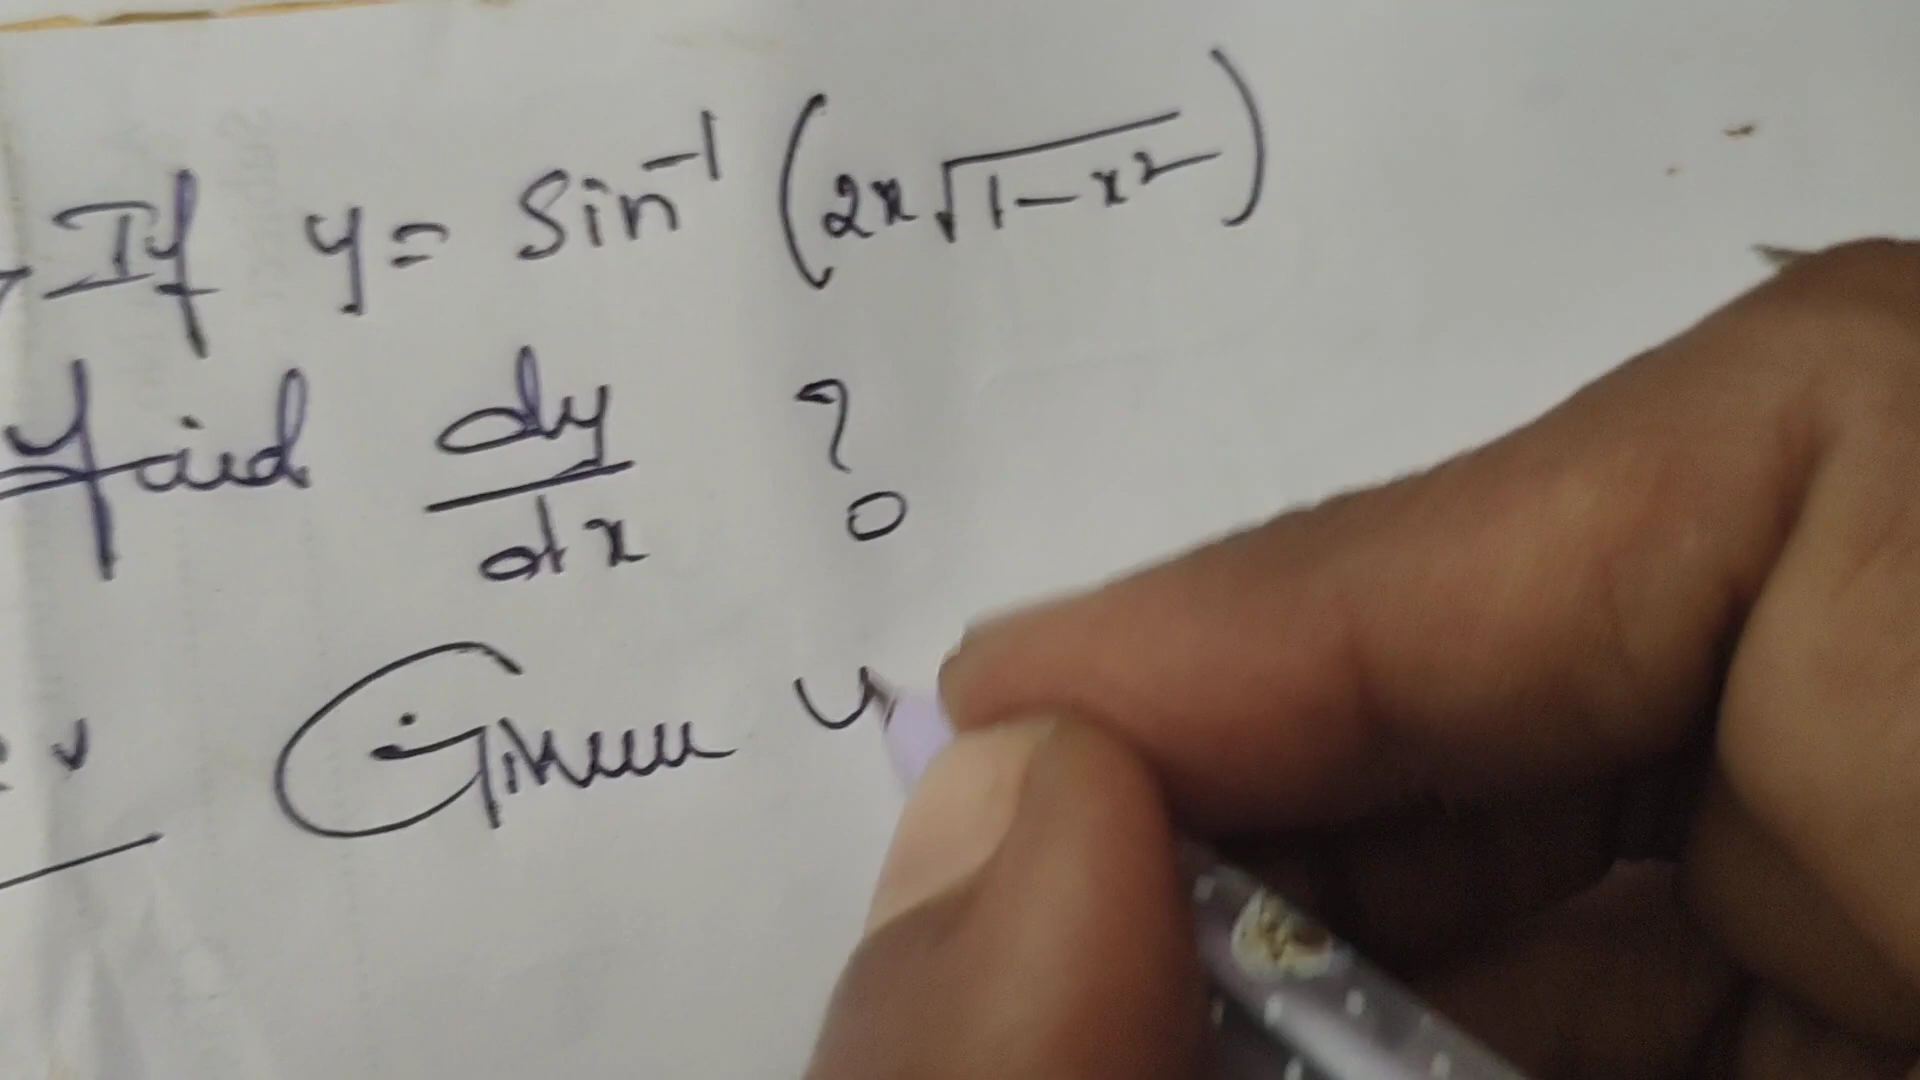 If y = Sin⁻¹ (2x√1-x²)
find dy/dx ?
Given y